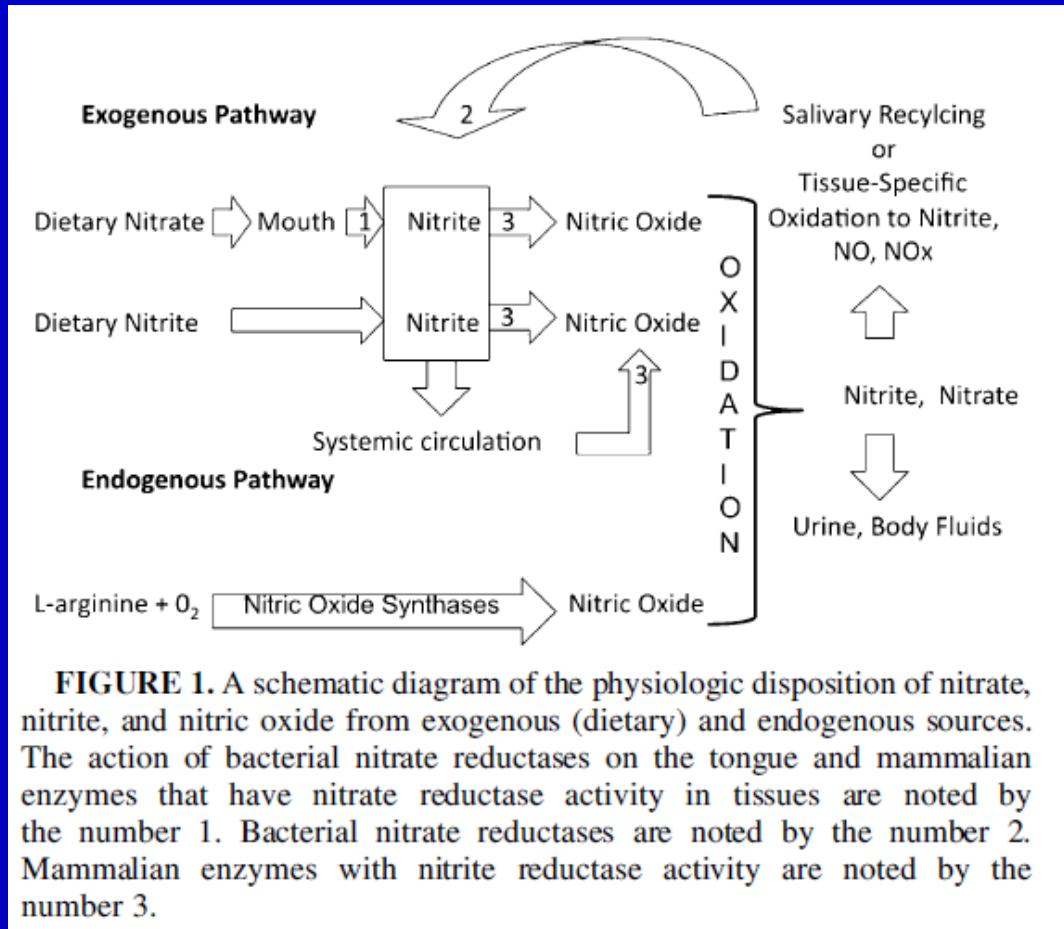 2
Exogenous Pathway
Salivary Recylcing
or
Tissue-Specific
Oxidation to Nitrite,
NO, NOx
Dietary Nitrate Mouth 1 Nitrite 3 Nitric Oxide
Dietary Nitrite Nitrite 3 Nitric Oxide
3
OXIDATION
Nitrite, Nitrate
Systemic circulation
Endogenous Pathway
Urine, Body Fluids
L-arginine + 0₂ Nitric Oxide Synthases Nitric Oxide
FIGURE 1. A schematic diagram of the physiologic disposition of nitrate,
nitrite, and nitric oxide from exogenous (dietary) and endogenous sources.
The action of bacterial nitrate reductases on the tongue and mammalian
enzymes that have nitrate reductase activity in tissues are noted by
the number 1. Bacterial nitrate reductases are noted by the number 2.
Mammalian enzymes with nitrite reductase activity are noted by the
number 3.